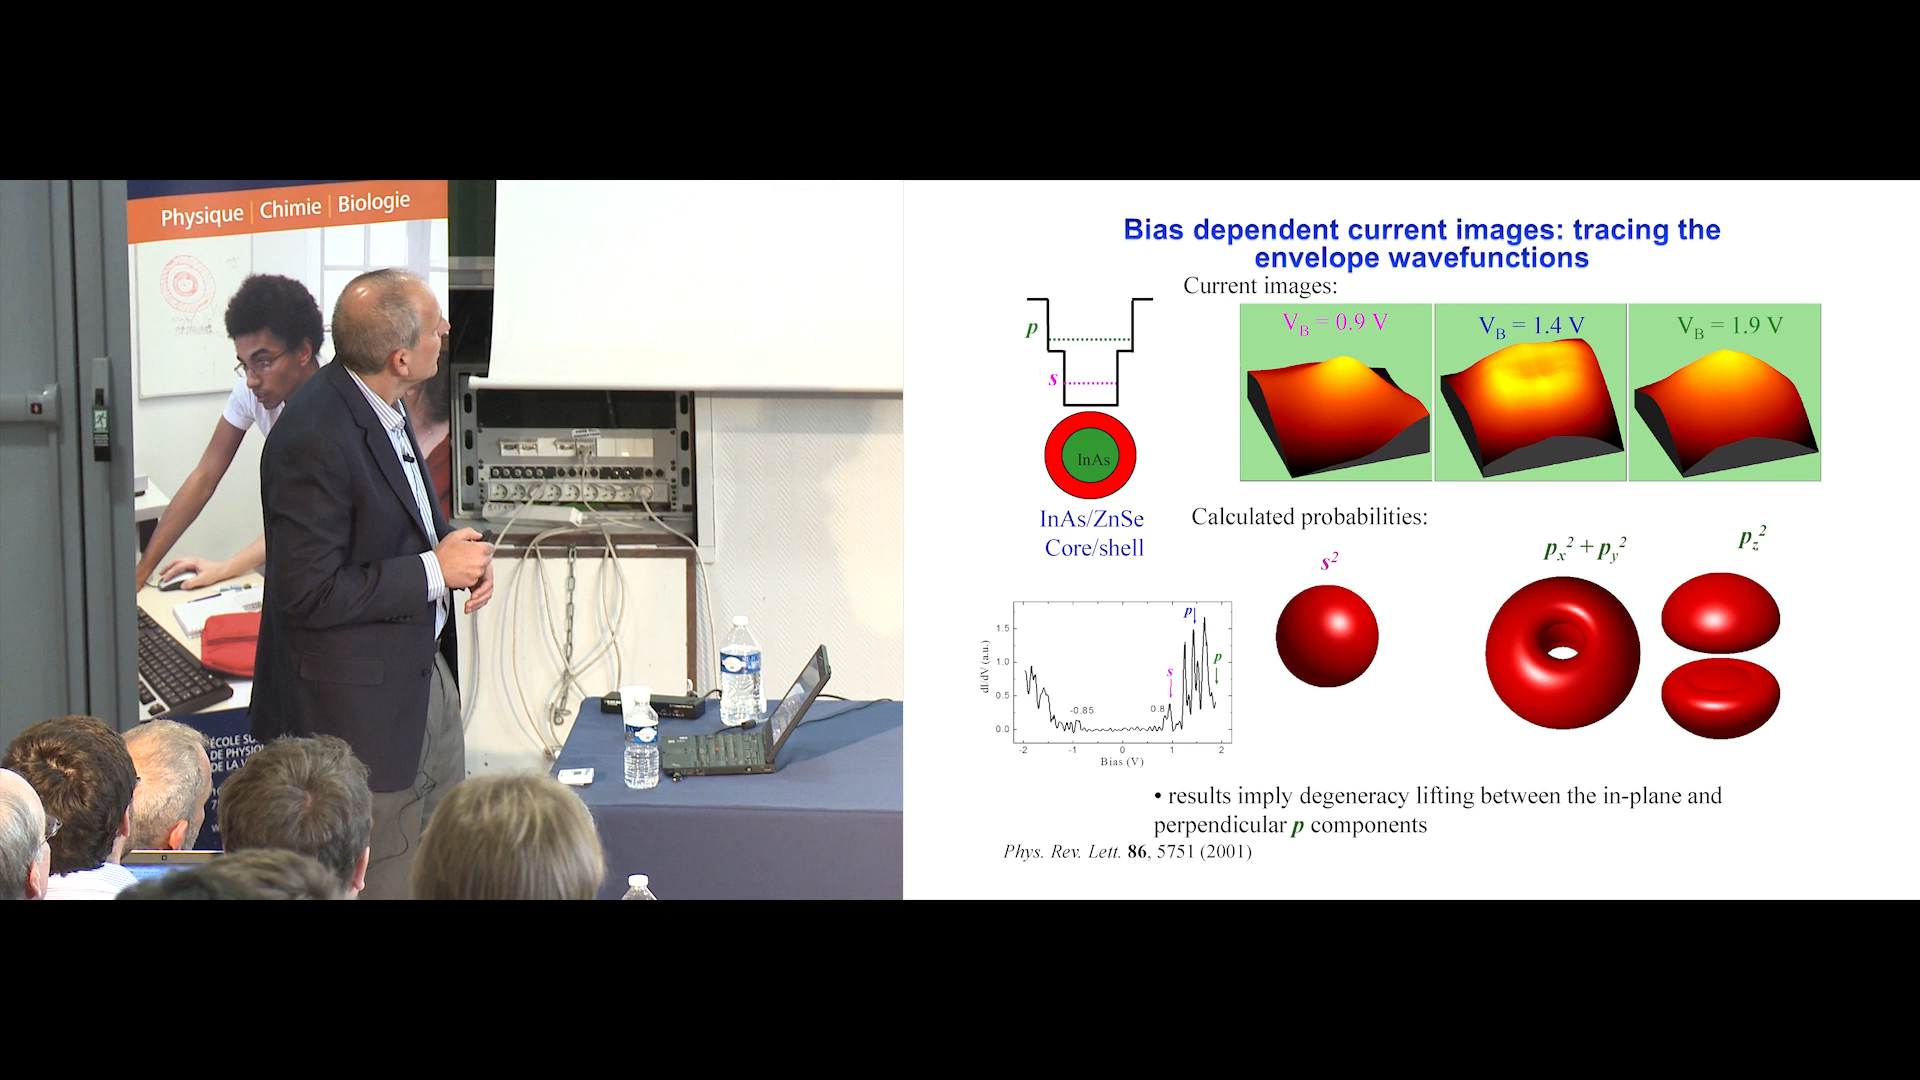 Physique | Chimie | Biologie
ÉCOLE SU
DE PHYSIQ
DE LA V
Bias dependent current images: tracing the
envelope wavefunctions
Current images:
p
s
InAs
InAs/ZnSe
Core/shell
V_B = 0.9 V
V_B = 1.4 V
V_B = 1.9 V
Calculated probabilities:
s²
pₓ² + p_y²
p_z²
dI/dV (a.u.)
1.5
1.0
0.5
0.0
-2 -1 0 1 2
Bias (V)
-0.85
0.8
s
p
p
• results imply degeneracy lifting between the in-plane and
perpendicular p components
Phys. Rev. Lett. 86, 5751 (2001)